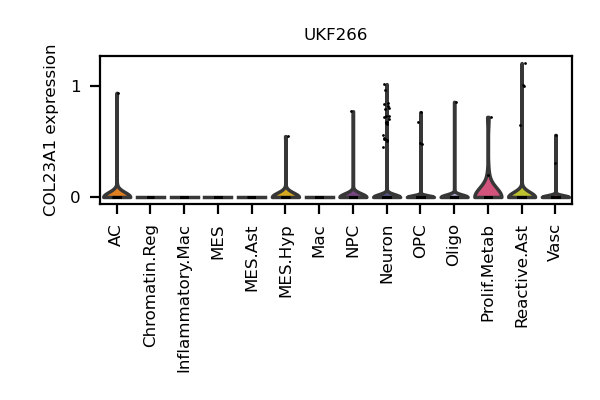 UKF266
COL23A1 expression
1
0
AC
Chromatin.Reg
Inflammatory.Mac
MES
MES.Ast
MES.Hyp
Mac
NPC
Neuron
OPC
Oligo
Prolif.Metab
Reactive.Ast
Vasc